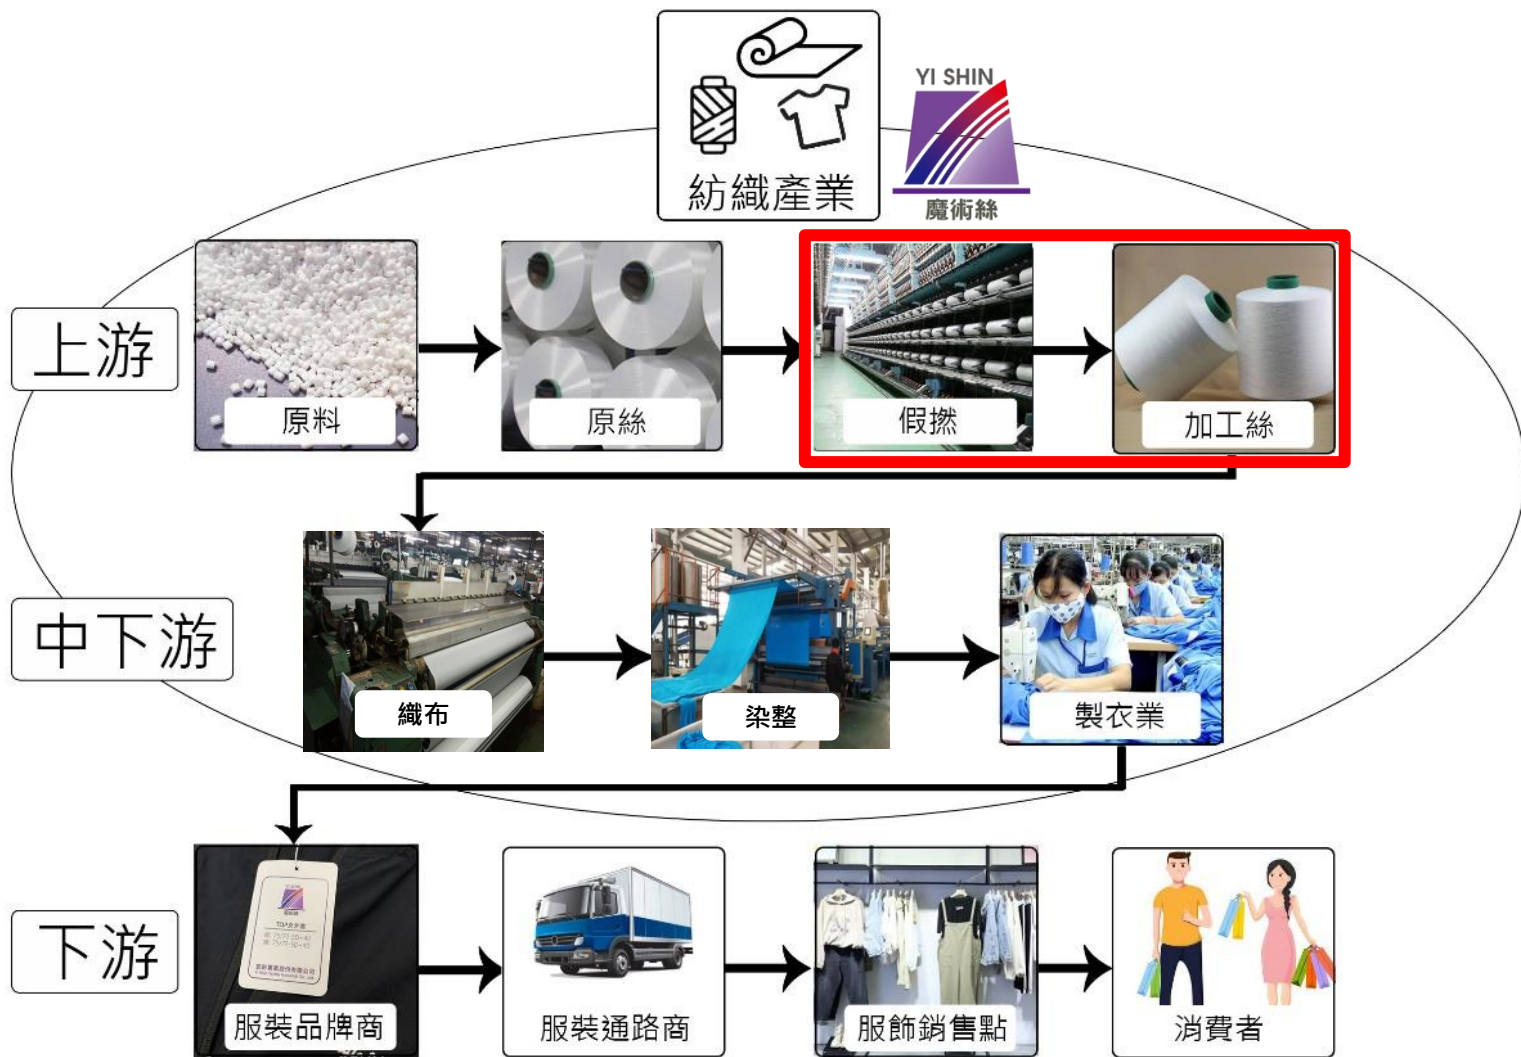 YI SHIN
魔術絲
紡織產業
上游
原料
原絲
假撚
加工絲
中下游
織布
染整
製衣業
下游
YI SHIN
服裝品牌商
服裝通路商
服飾銷售點
消費者